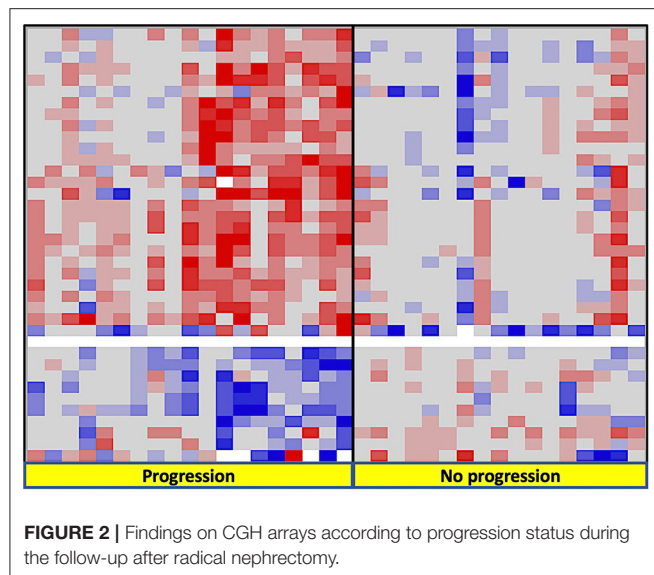 Progression No progression
FIGURE 2 | Findings on CGH arrays according to progression status during
the follow-up after radical nephrectomy.